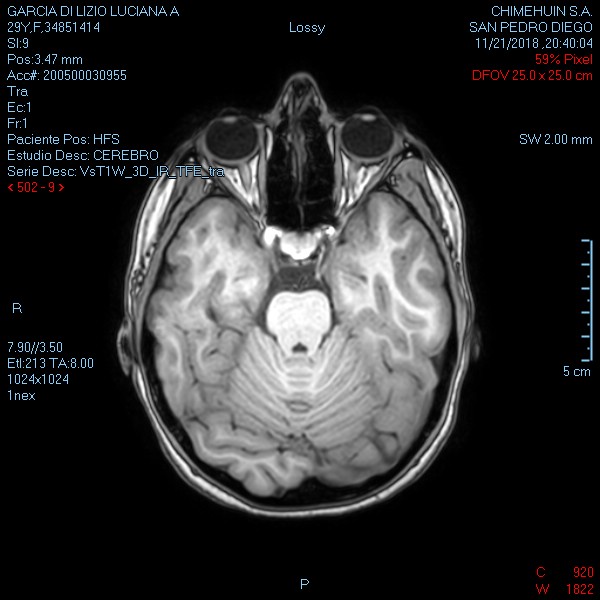 GARCIA DI LIZIO LUCIANA A
29Y,F,34851414
Sl:9
Pos:3.47 mm
Acc#: 200500030955
Tra
Ec:1
Fr:1
Paciente Pos: HFS
Estudio Desc: CEREBRO
Serie Desc: VsT1W_3D_IR_TFE_tra
< 502 - 9 >
Lossy
CHIMEHUIN S.A.
SAN PEDRO DIEGO
11/21/2018 ,20:40:04
59% Pixel
DFOV 25.0 x 25.0 cm
SW 2.00 mm
R
7.90//3.50
Etl:213 TA:8.00
1024x1024
1nex
5 cm
P
C 920
W 1822